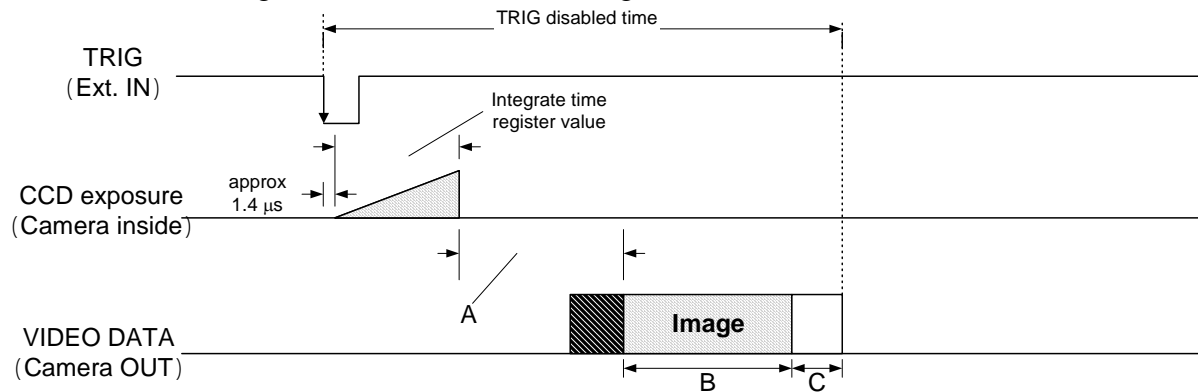 TRIG disabled time
TRIG
(Ext. IN)
Integrate time
register value
approx
1.4 μs
CCD exposure
(Camera inside)
A
Image
VIDEO DATA
(Camera OUT)
B
C